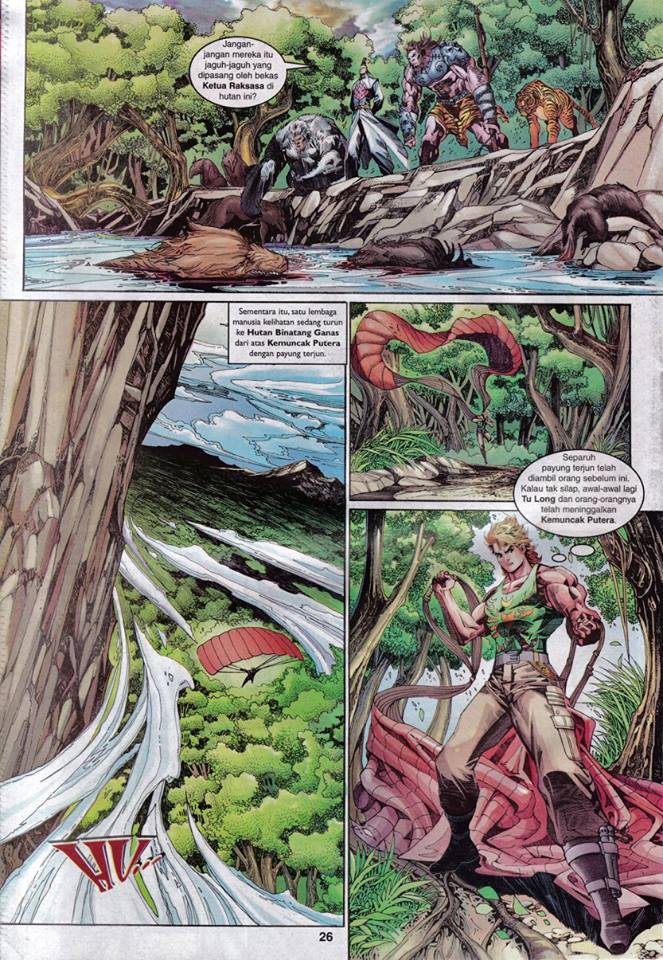 Jangan-
jangan mereka itu
jaguh-jaguh yang
dipasang oleh bekas
Ketua Raksasa di
hutan ini?
Sementara itu, satu lembaga
manusia kelihatan sedang turun
ke Hutan Binatang Ganas
dari atas Kemuncak Putera
dengan payung terjun.
Separuh
payung terjun telah
diambil orang sebelum ini.
Kalau tak silap, awal-awal lagi
Tu Long dan orang-orangnya
telah meninggalkan
Kemuncak Putera.
HU...
26